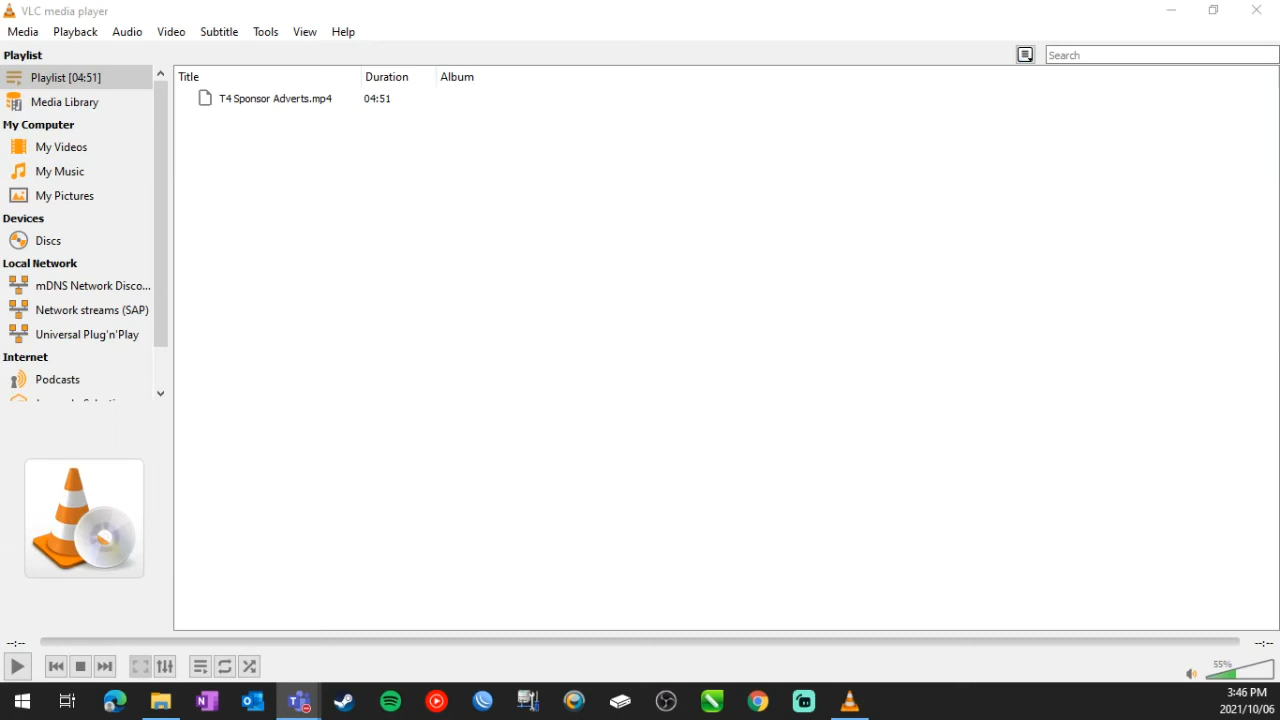 VLC media player
Media Playback Audio Video Subtitle Tools View Help
Playlist
Search
Playlist [04:51]
Title Duration Album
T4 Sponsor Adverts.mp4 04:51
Media Library
My Computer
My Videos
My Music
My Pictures
Devices
Discs
Local Network
mDNS Network Disco...
Network streams (SAP)
Universal Plug'n'Play
Internet
Podcasts
--:-- --:--
55%
3:46 PM
2021/10/06